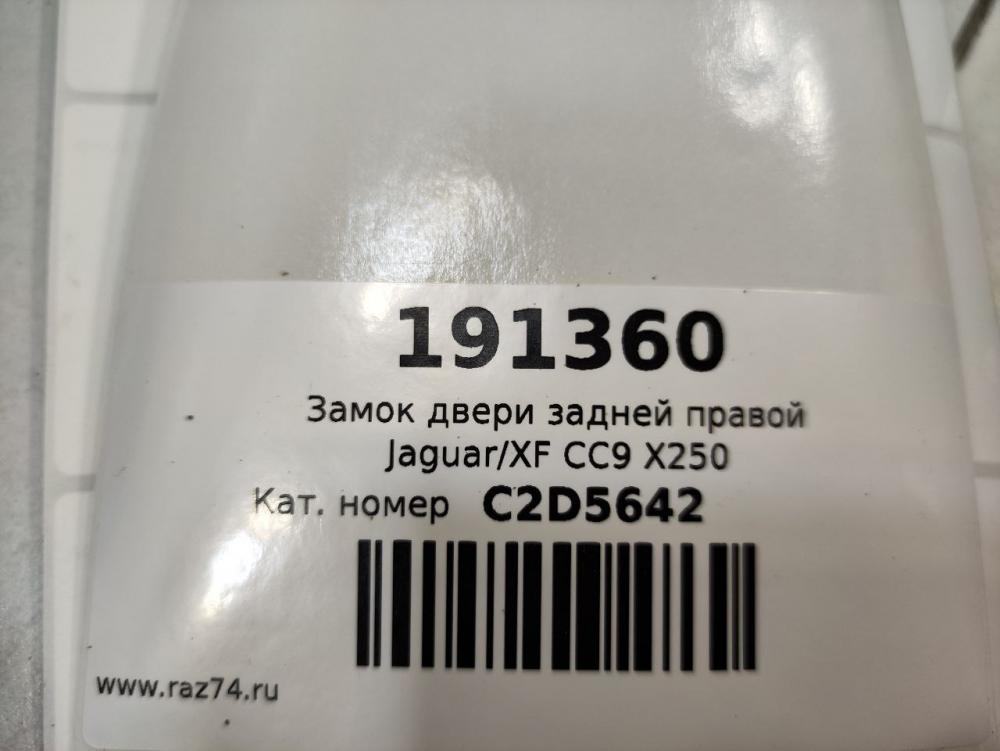 191360
Замок двери задней правой
Jaguar/XF CC9 X250
Кат. номер C2D5642
www.raz74.ru